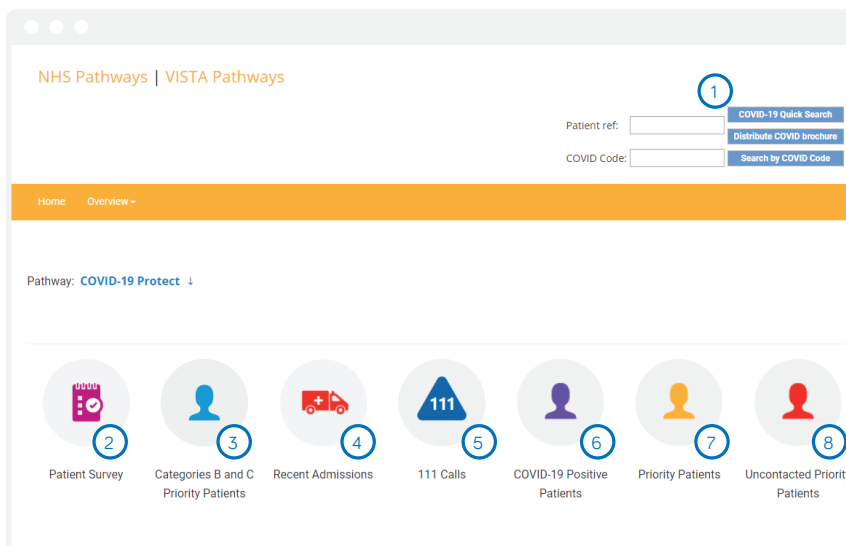 NHS Pathways | VISTA Pathways
1
Patient ref:
COVID-19 Quick Search
Distribute COVID brochure
COVID Code:
Search by COVID Code
Home Overview
Pathway: COVID-19 Protect ↓
111
2 3 4 5 6 7 8
Patient Survey Categories B and C Recent Admissions 111 Calls COVID-19 Positive Priority Patients Uncontacted Priorit
Priority Patients Patients Patients